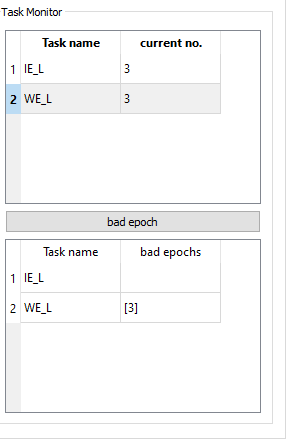 Task Monitor
Task name current no.
1 IE_L 3
2 WE_L 3
bad epoch
Task name bad epochs
1 IE_L
2 WE_L [3]